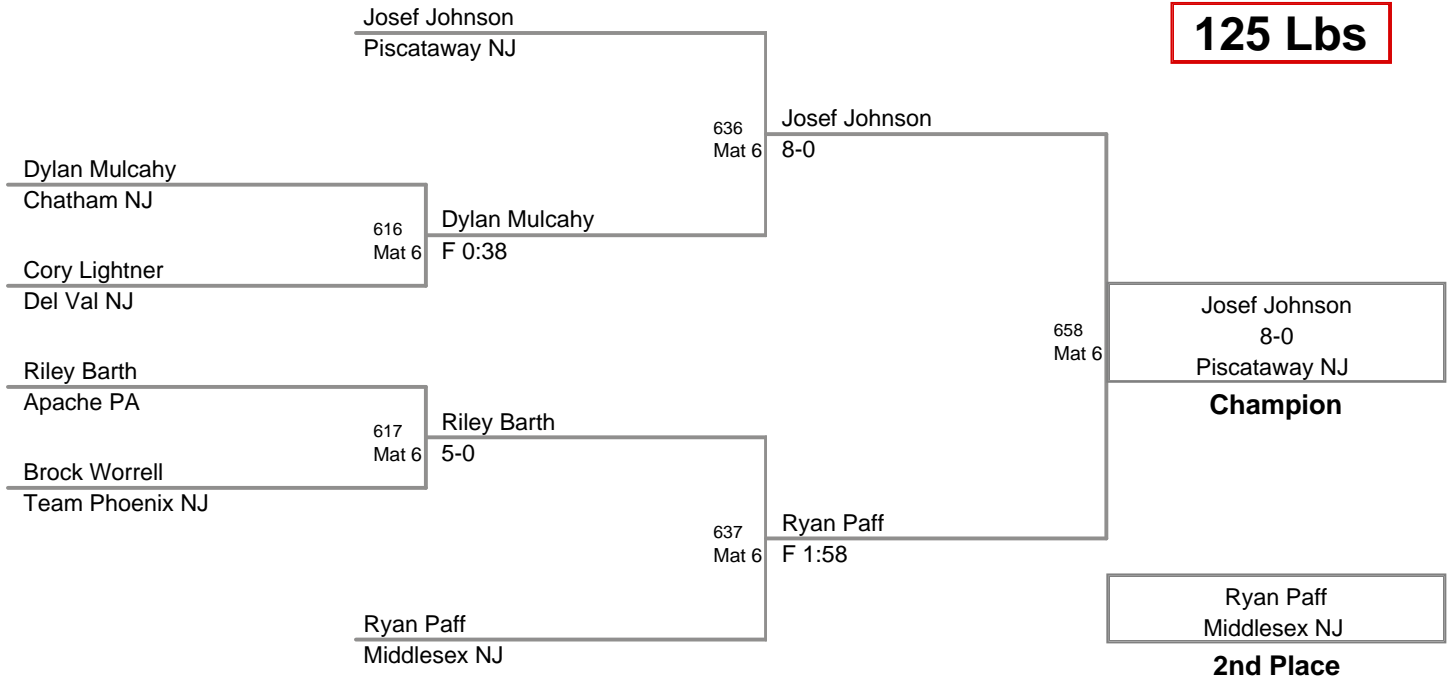 Josef Johnson
Piscataway NJ
125 Lbs
636
Mat 6
Josef Johnson
8-0
Dylan Mulcahy
Chatham NJ
616
Mat 6
Dylan Mulcahy
F 0:38
Cory Lightner
Del Val NJ
658
Mat 6
Josef Johnson
8-0
Piscataway NJ
Champion
Riley Barth
Apache PA
617
Mat 6
Riley Barth
5-0
Brock Worrell
Team Phoenix NJ
637
Mat 6
Ryan Paff
F 1:58
Ryan Paff
Middlesex NJ
Ryan Paff
Middlesex NJ
2nd Place